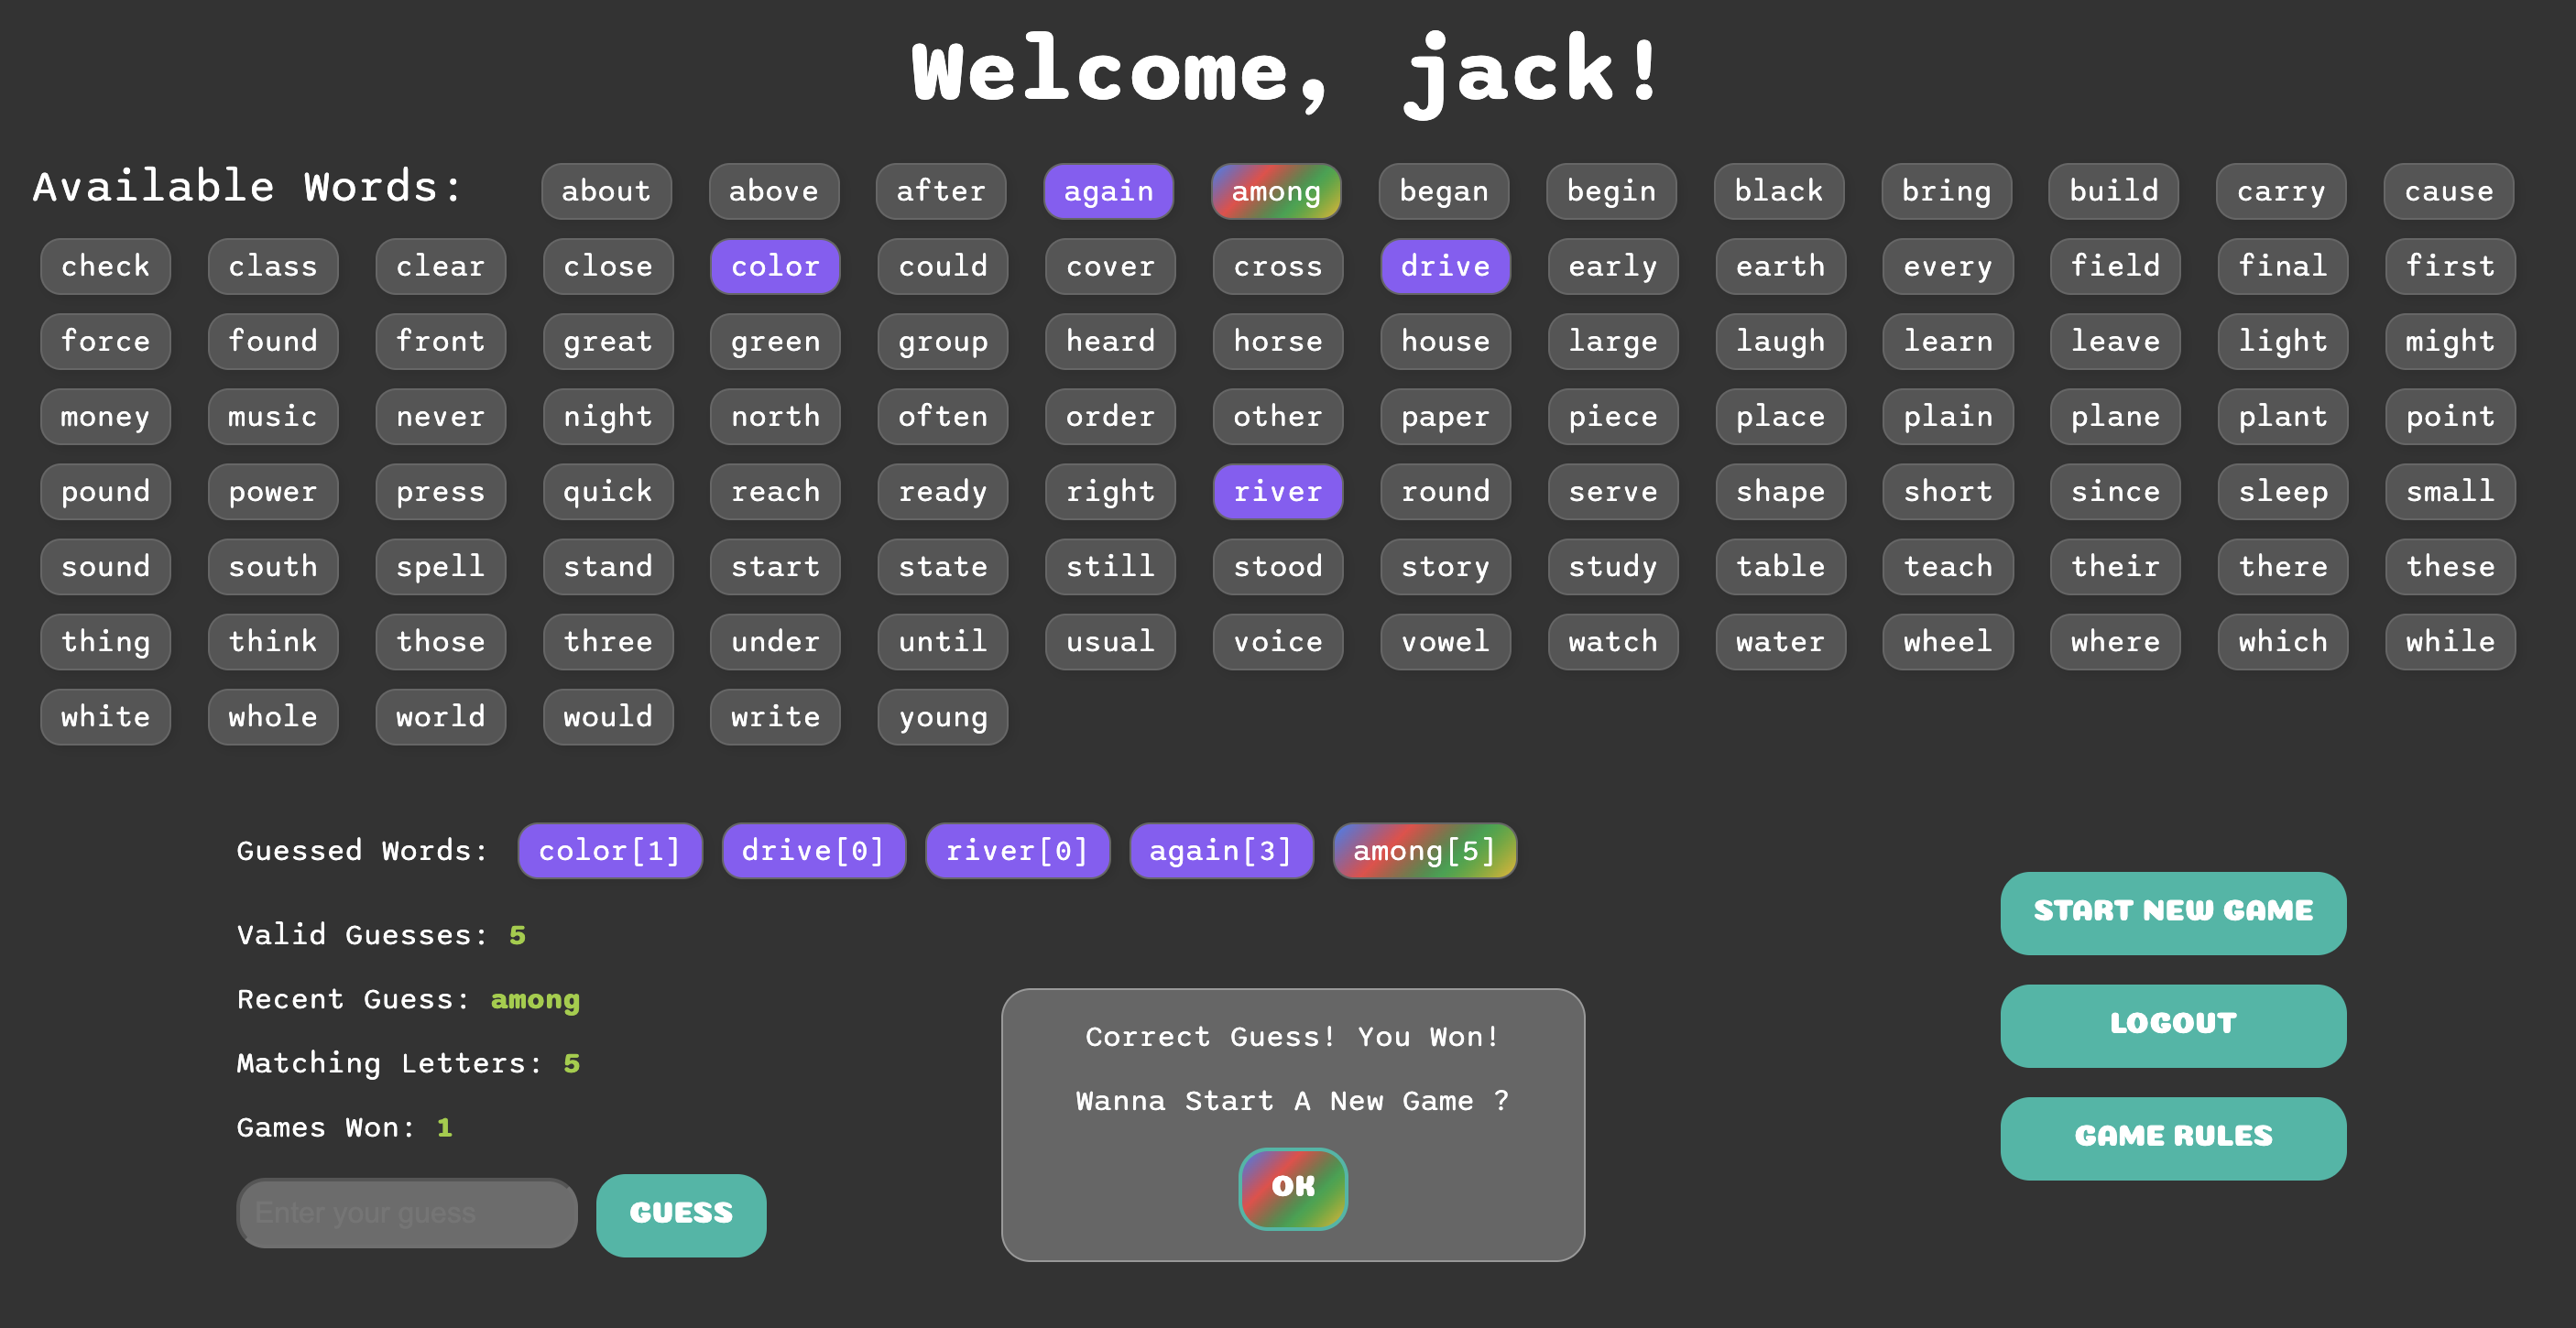 Welcome, jack!
Available Words: about above after again among began begin black bring build carry cause
check class clear close color could cover cross drive early earth every field final first
force found front great green group heard horse house large laugh learn leave light might
money music never night north often order other paper piece place plain plane plant point
pound power press quick reach ready right river round serve shape short since sleep small
sound south spell stand start state still stood story study table teach their there these
thing think those three under until usual voice vowel watch water wheel where which while
white whole world would write young
Guessed Words: color[1] drive[0] river[0] again[3] among[5]
Valid Guesses: 5
Recent Guess: among
Matching Letters: 5
Games Won: 1
Enter your guess GUESS
Correct Guess! You Won!
Wanna Start A New Game ?
OK
START NEW GAME
LOGOUT
GAME RULES